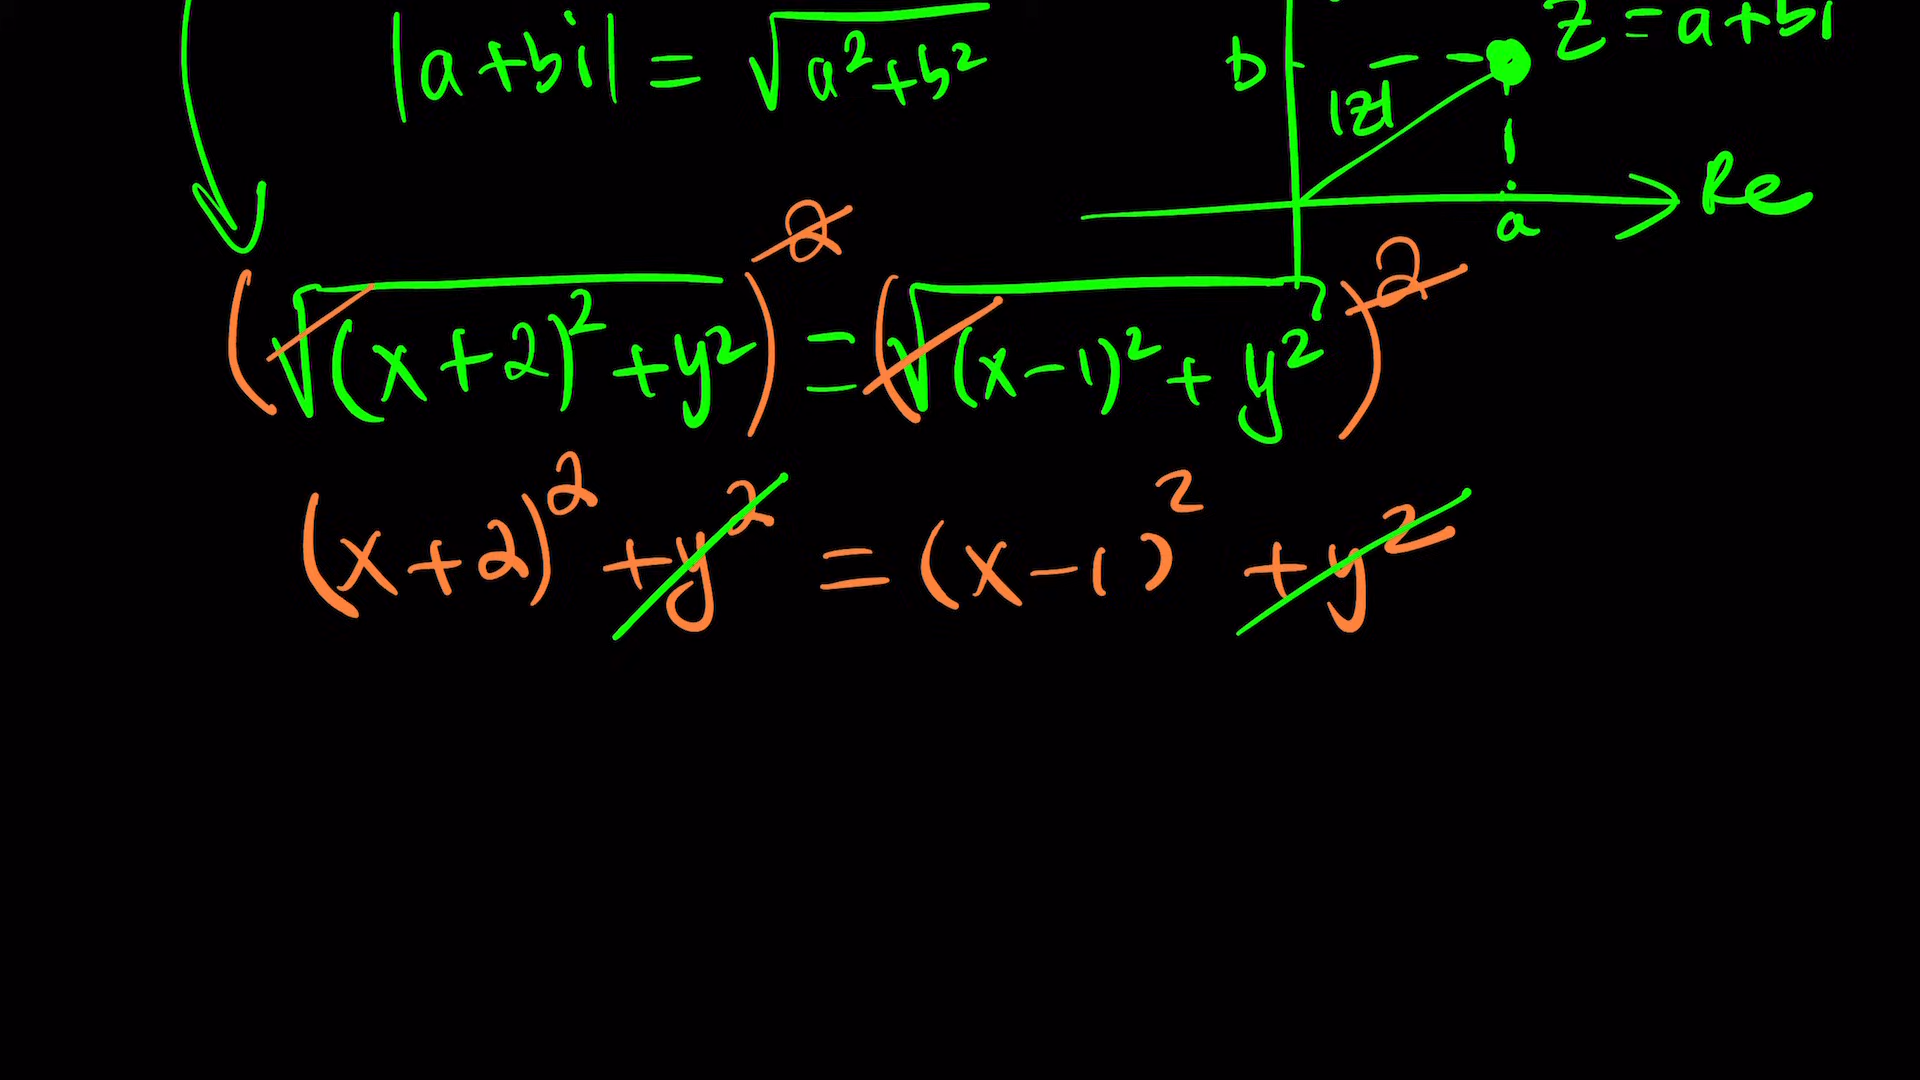 |a+bi| = √a²+b²
z = a+bi
b
|z|
Re
a
(√(x+2)²+y²)² = (√(x-1)²+y²)²
(x+2)²+y² = (x-1)²+y²